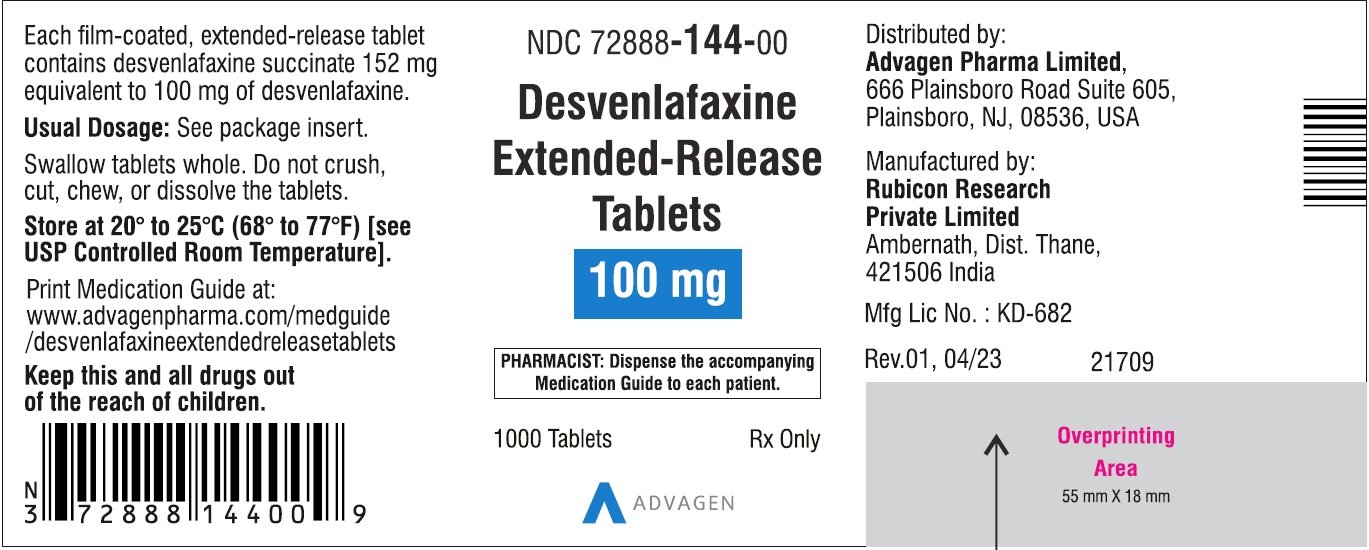 Each film-coated, extended-release tablet
contains desvenlafaxine succinate 152 mg
equivalent to 100 mg of desvenlafaxine.
Usual Dosage: See package insert.
Swallow tablets whole. Do not crush,
cut, chew, or dissolve the tablets.
Store at 20° to 25°C (68° to 77°F) [see
USP Controlled Room Temperature].
Print Medication Guide at:
www.advagenpharma.com/medguide
/desvenlafaxineextendedreleasetablets
Keep this and all drugs out
of the reach of children.
N
3 72888 14400 9
NDC 72888-144-00
Desvenlafaxine
Extended-Release
Tablets
100 mg
PHARMACIST: Dispense the accompanying
Medication Guide to each patient.
1000 Tablets Rx Only
ADVAGEN
Distributed by:
Advagen Pharma Limited,
666 Plainsboro Road Suite 605,
Plainsboro, NJ, 08536, USA
Manufactured by:
Rubicon Research
Private Limited
Ambernath, Dist. Thane,
421506 India
Mfg Lic No. : KD-682
Rev.01, 04/23 21709
Overprinting
Area
55 mm X 18 mm